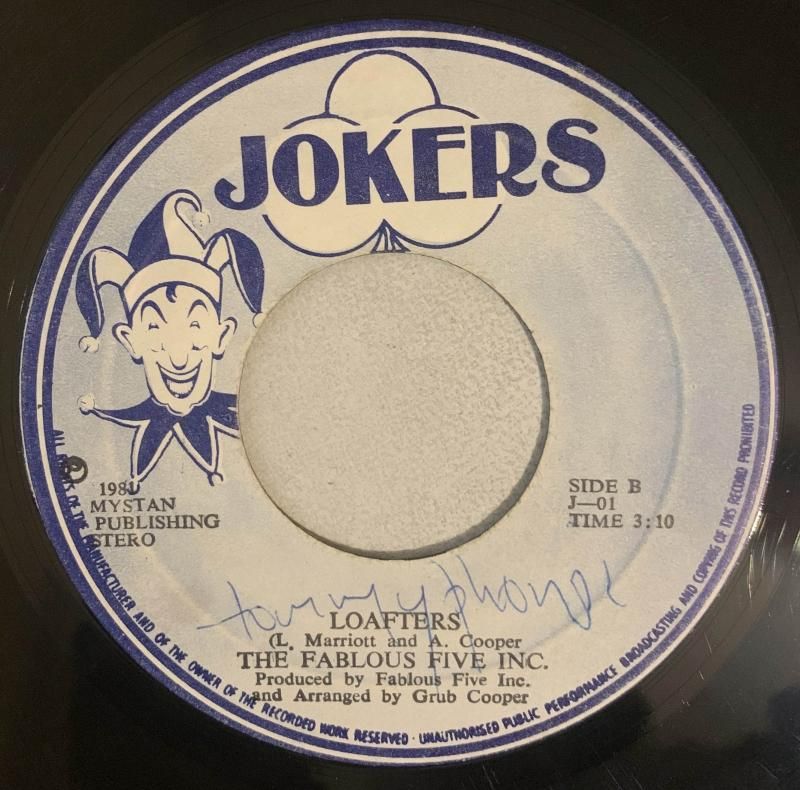 JOKERS
℗ 1981
MYSTAN
PUBLISHING
STERO
SIDE B
J—01
TIME 3:10
LOAFTERS
(L. Marriott and A. Cooper
THE FABLOUS FIVE INC.
Produced by Fablous Five Inc.
and Arranged by Grub Cooper
ALL RIGHTS OF THE MANUFACTURER AND OF THE OWNER OF THE RECORDED WORK RESERVED · UNAUTHORISED PUBLIC PERFORMANCE BROADCASTING AND COPYING OF THIS RECORD PROHIBITED